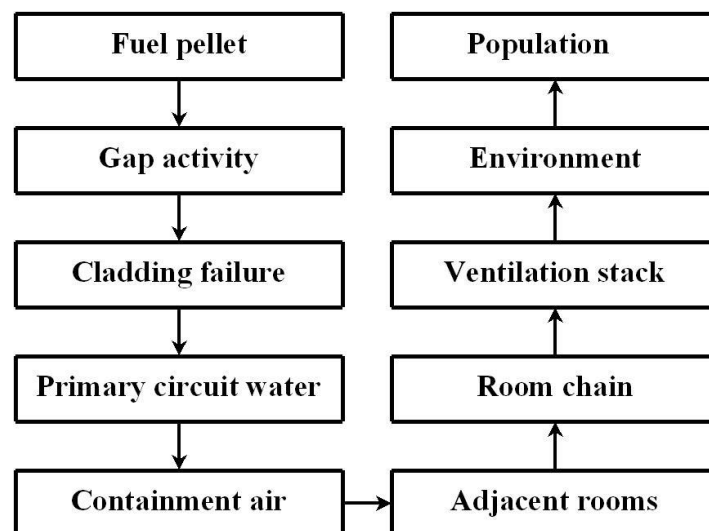 Fuel pellet
Gap activity
Cladding failure
Primary circuit water
Containment air
Adjacent rooms
Room chain
Ventilation stack
Environment
Population